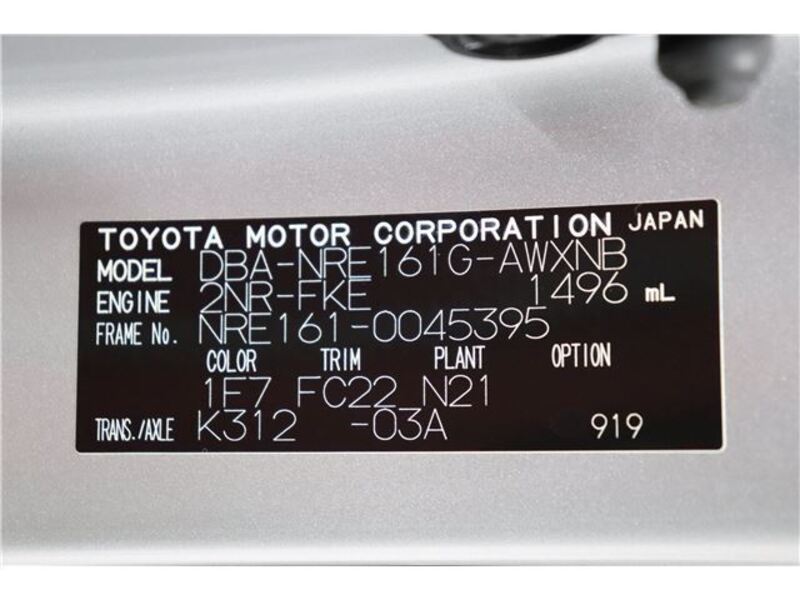 TOYOTA MOTOR CORPORATION JAPAN
MODEL DBA-NRE161G-AWXNB
ENGINE 2NR-FKE 1496 mL
FRAME No. NRE161-0045395
COLOR TRIM PLANT OPTION
1E7 FC22 N21
TRANS./AXLE K312 -03A 919